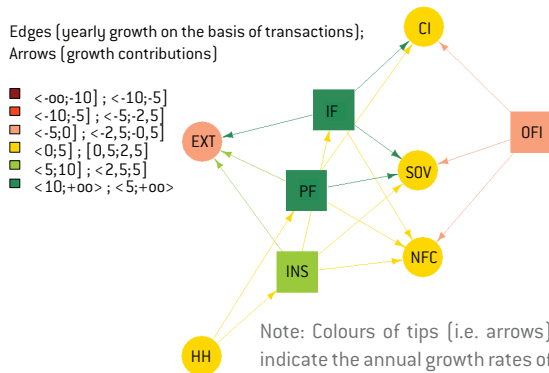 Edges (yearly growth on the basis of transactions);
Arrows (growth contributions)
<-oo;-10] ; <-10;-5]
<-10;-5] ; <-5;-2,5]
<-5;0] ; <-2,5;-0,5]
<0;5] ; [0,5;2,5]
<5;10] ; <2,5;5]
<10;+oo> ; <5;+oo>
CI
IF
OFI
EXT
SOV
PF
NFC
INS
HH
Note: Colours of tips (i.e. arrows)
indicate the annual growth rates of